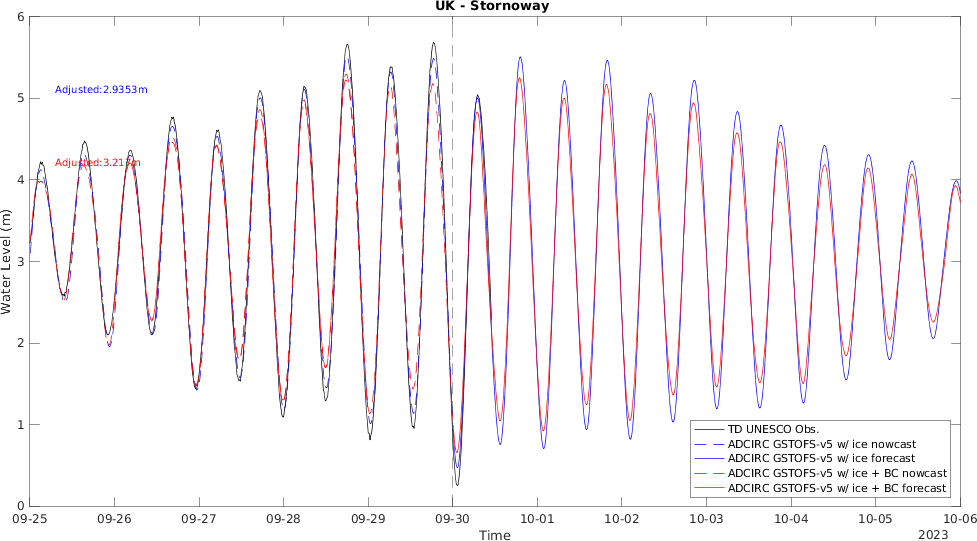 UK - Stornoway
6
5
4
3
2
1
0
Water Level (m)
Adjusted:2.9353m
TD UNESCO Obs.
ADCIRC GSTOFS-v5 w/ ice nowcast
ADCIRC GSTOFS-v5 w/ ice forecast
ADCIRC GSTOFS-v5 w/ ice + BC nowcast
ADCIRC GSTOFS-v5 w/ ice + BC forecast
09-25 09-26 09-27 09-28 09-29 09-30 10-01 10-02 10-03 10-04 10-05 10-06
Time
2023